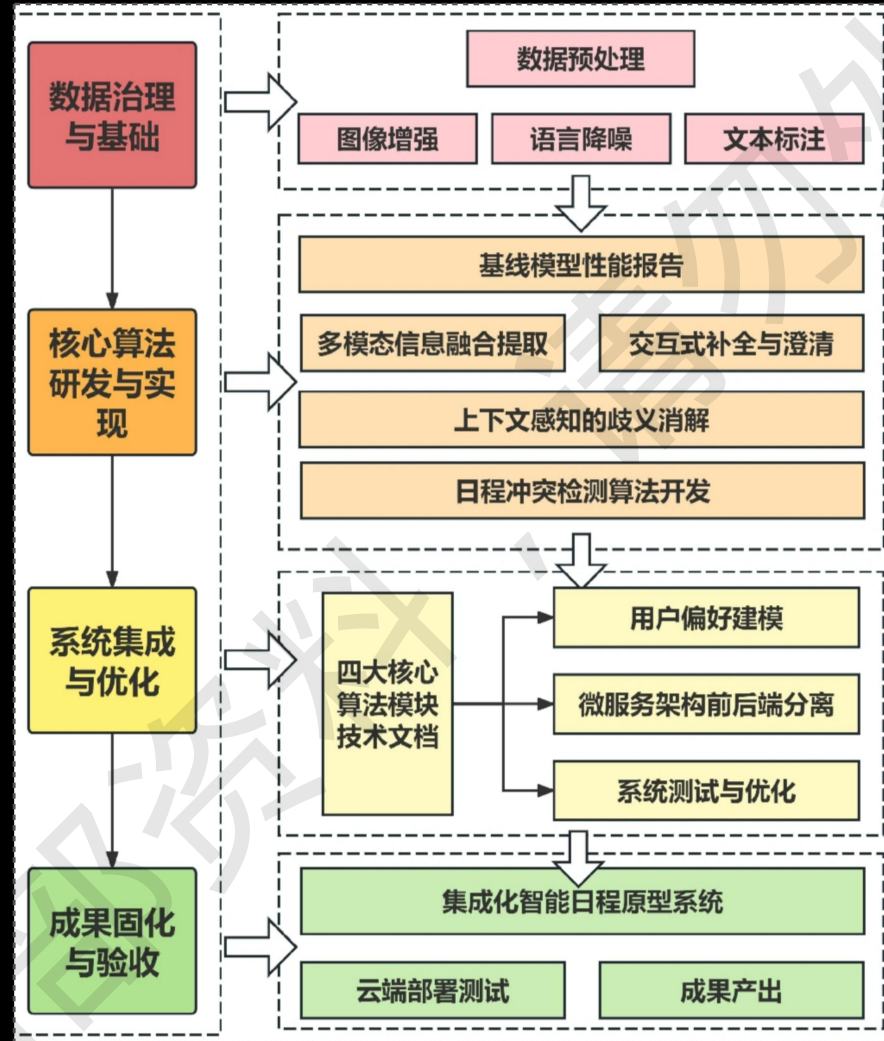 数据治理
与基础
数据预处理
图像增强
语言降噪
文本标注
核心算法
研发与实
现
基线模型性能报告
多模态信息融合提取
交互式补全与澄清
上下文感知的歧义消解
日程冲突检测算法开发
系统集成
与优化
四大核心
算法模块
技术文档
用户偏好建模
微服务架构前后端分离
系统测试与优化
成果固化
与验收
集成化智能日程原型系统
云端部署测试
成果产出
部资料，请勿外